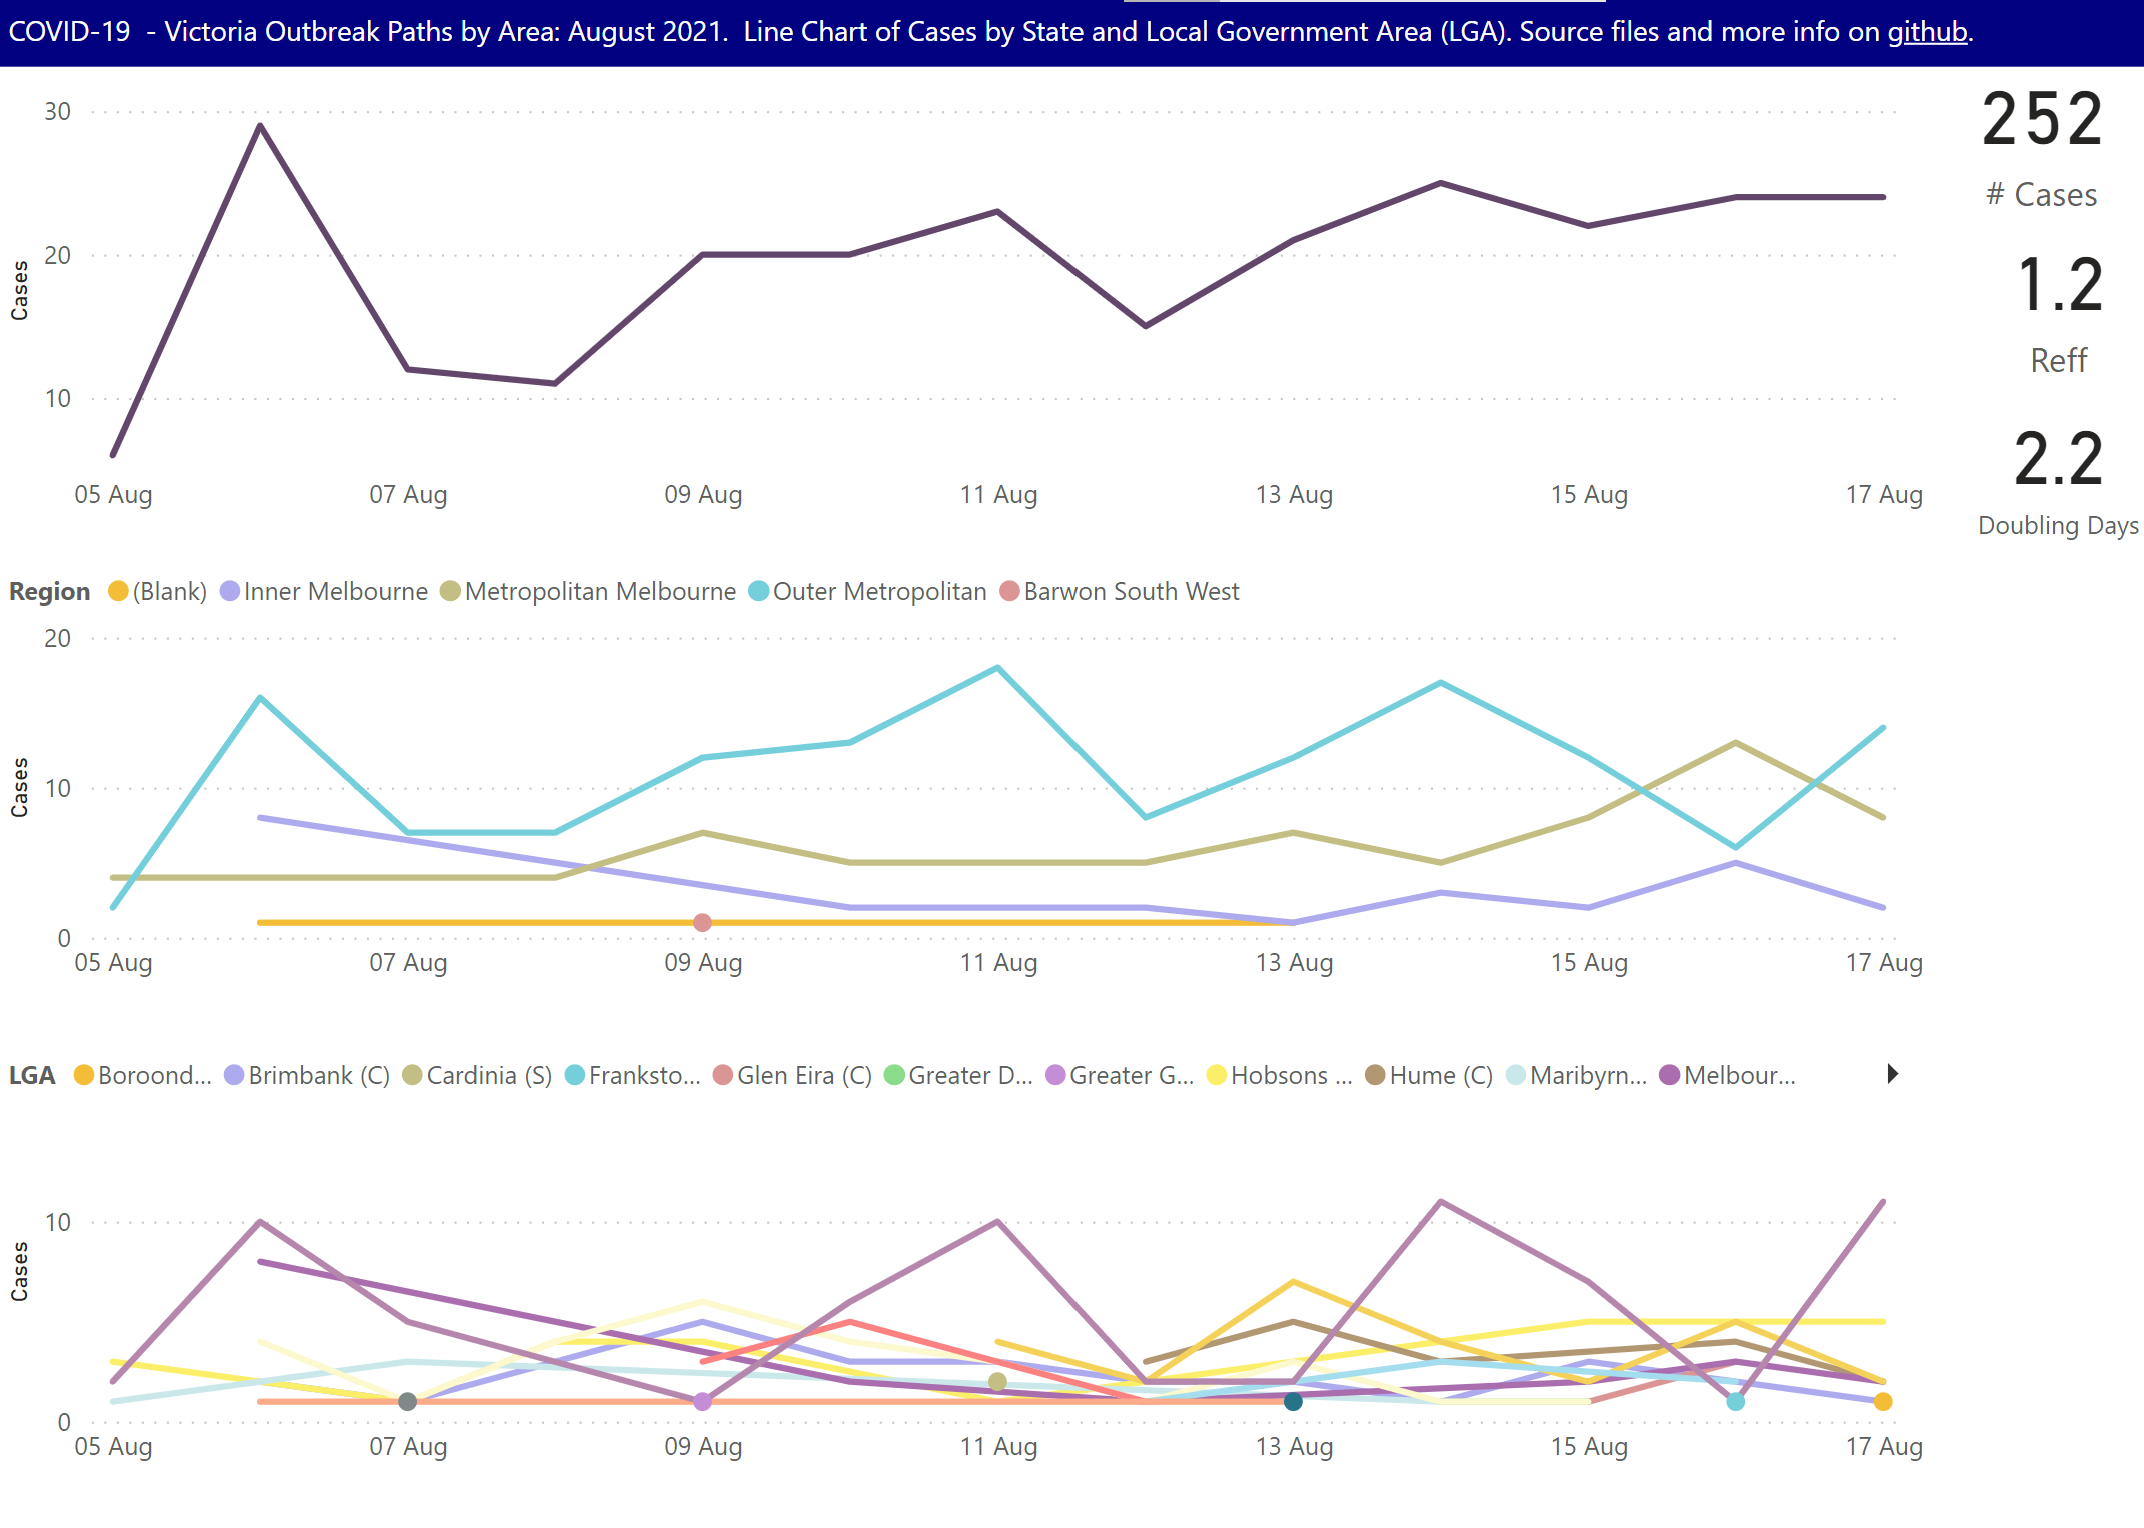 COVID-19  - Victoria Outbreak Paths by Area: August 2021.  Line Chart of Cases by State and Local Government Area (LGA). Source files and more info on github.
30
20
10
Cases
05 Aug 07 Aug 09 Aug 11 Aug 13 Aug 15 Aug 17 Aug
252
# Cases
1.2
Reff
2.2
Doubling Days
Region (Blank) Inner Melbourne Metropolitan Melbourne Outer Metropolitan Barwon South West
20
10
0
Cases
05 Aug 07 Aug 09 Aug 11 Aug 13 Aug 15 Aug 17 Aug
LGA Boroond... Brimbank (C) Cardinia (S) Franksto... Glen Eira (C) Greater D... Greater G... Hobsons ... Hume (C) Maribyrn... Melbour...
10
0
Cases
05 Aug 07 Aug 09 Aug 11 Aug 13 Aug 15 Aug 17 Aug